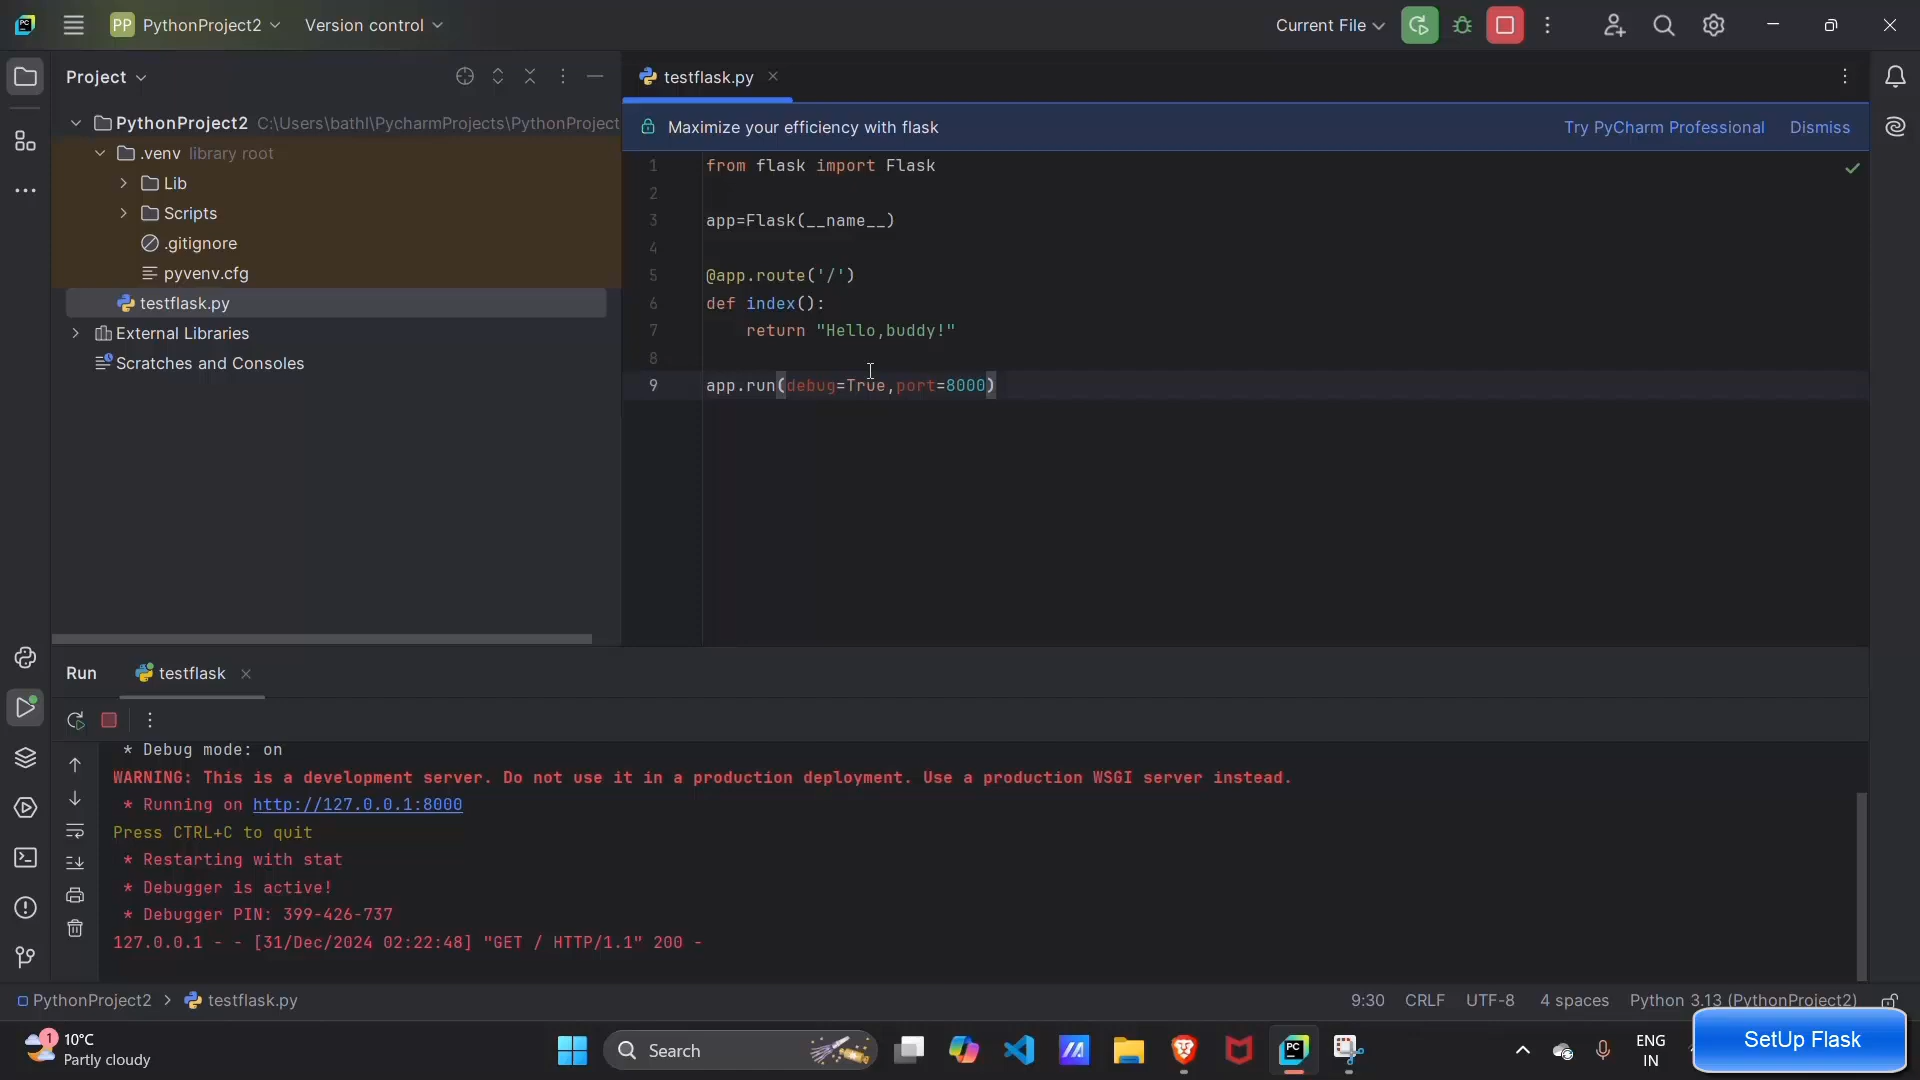 PC
PP PythonProject2
Version control
Current File
Project
testflask.py
PythonProject2 C:\Users\bathl\PycharmProjects\PythonProject
.venv library root
Lib
Scripts
.gitignore
pyvenv.cfg
testflask.py
External Libraries
Scratches and Consoles
Maximize your efficiency with flask
Try PyCharm Professional
Dismiss
1 from flask import Flask
2
3 app=Flask(__name__)
4
5 @app.route('/')
6 def index():
7 return "Hello,buddy!"
8
9 app.run(debug=True,port=8000)
Run
testflask
* Debug mode: on
WARNING: This is a development server. Do not use it in a production deployment. Use a production WSGI server instead.
* Running on http://127.0.0.1:8000
Press CTRL+C to quit
* Restarting with stat
* Debugger is active!
* Debugger PIN: 399-426-737
127.0.0.1 - - [31/Dec/2024 02:22:48] "GET / HTTP/1.1" 200 -
PythonProject2 > testflask.py
9:30 CRLF UTF-8 4 spaces Python 3.13 (PythonProject2)
1
10°C
Partly cloudy
Search
PC
ENG
IN
SetUp Flask